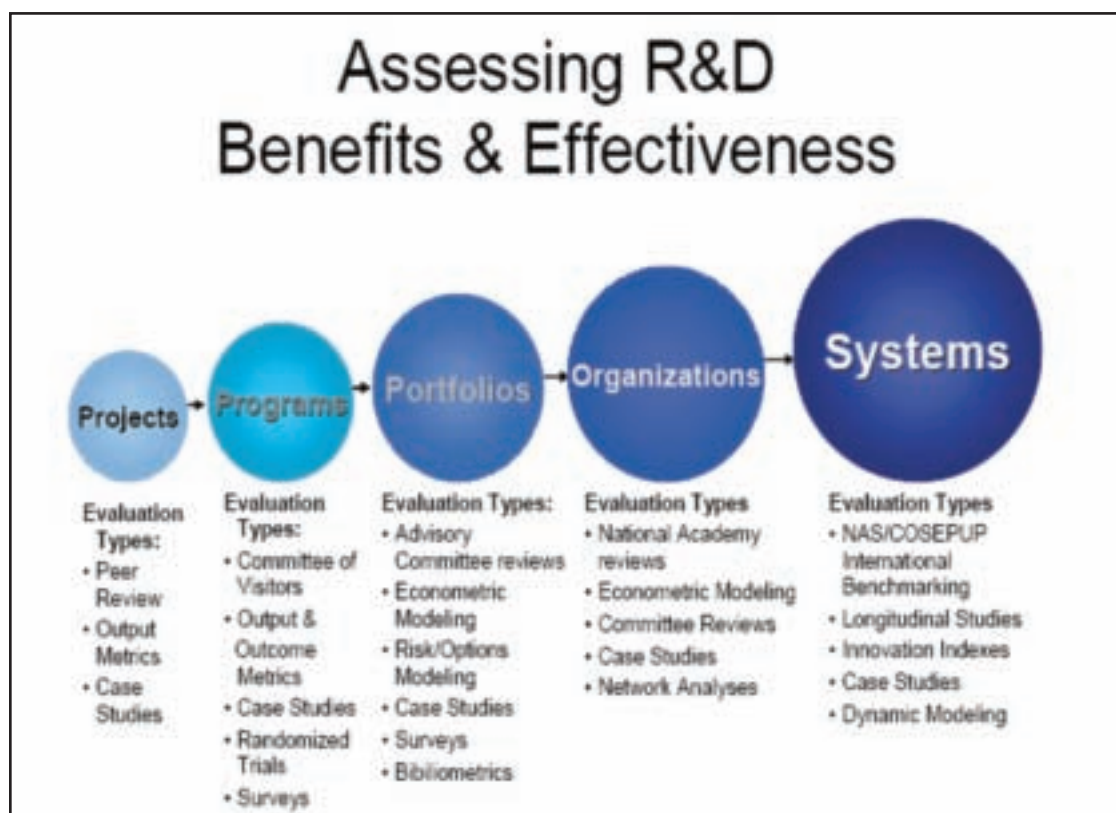 Assessing R&D
Benefits & Effectiveness
Projects
Programs
Portfolios
Organizations
Systems
Evaluation
Types:
• Peer
Review
• Output
Metrics
• Case
Studies
Evaluation
Types:
• Committee of
Visitors
• Output &
Outcome
Metrics
• Case Studies
• Randomized
Trials
• Surveys
Evaluation Types:
• Advisory
Committee reviews
• Econometric
Modeling
• Risk/Options
Modeling
• Case Studies
• Surveys
• Bibiliometrics
Evaluation Types
• National Academy
reviews
• Econometric Modeling
• Committee Reviews
• Case Studies
• Network Analyses
Evaluation Types
• NAS/COSEPUP
International
Benchmarking
• Longitudinal Studies
• Innovation Indexes
• Case Studies
• Dynamic Modeling